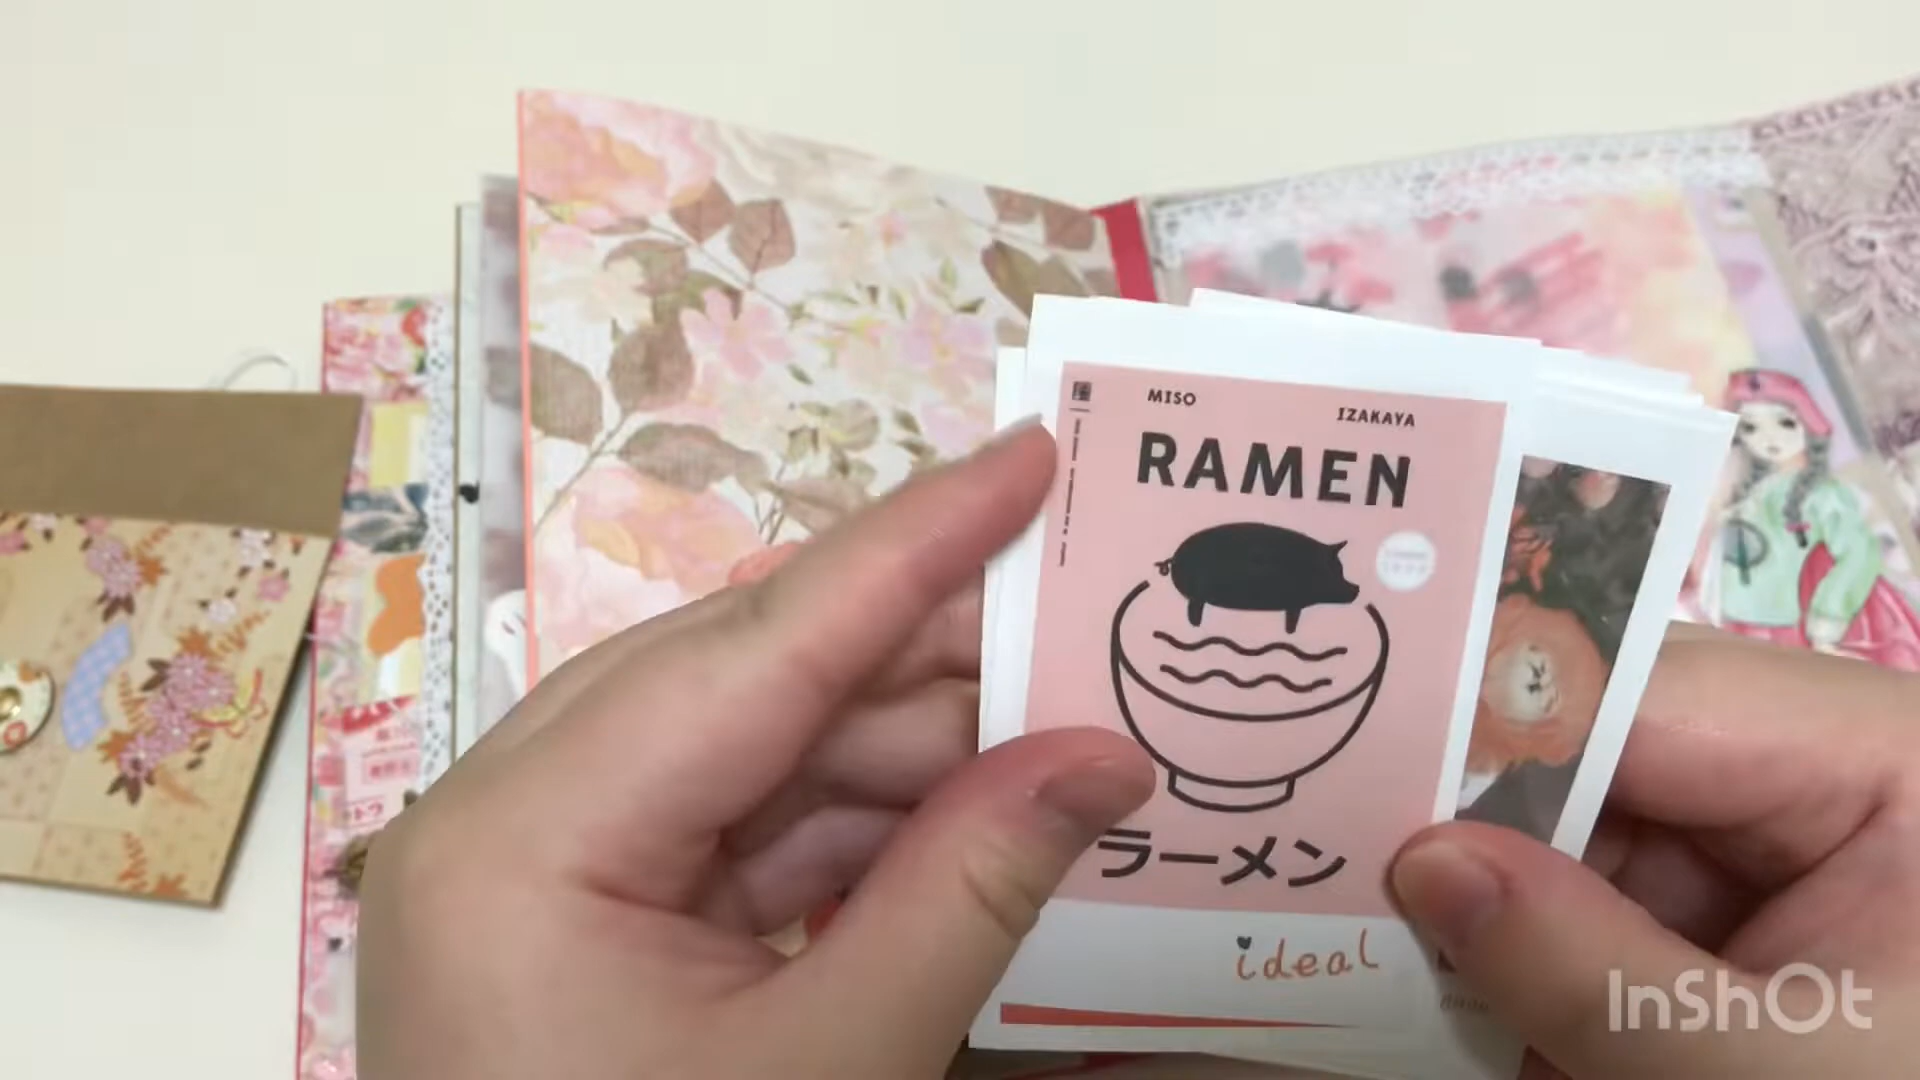 MISO
IZAKAYA
RAMEN
ラーメン
ideal
InShOt